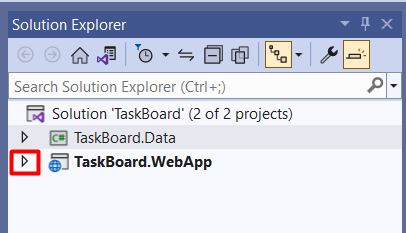 Solution Explorer
Search Solution Explorer (Ctrl+;)
Solution 'TaskBoard' (2 of 2 projects)
C# TaskBoard.Data
TaskBoard.WebApp